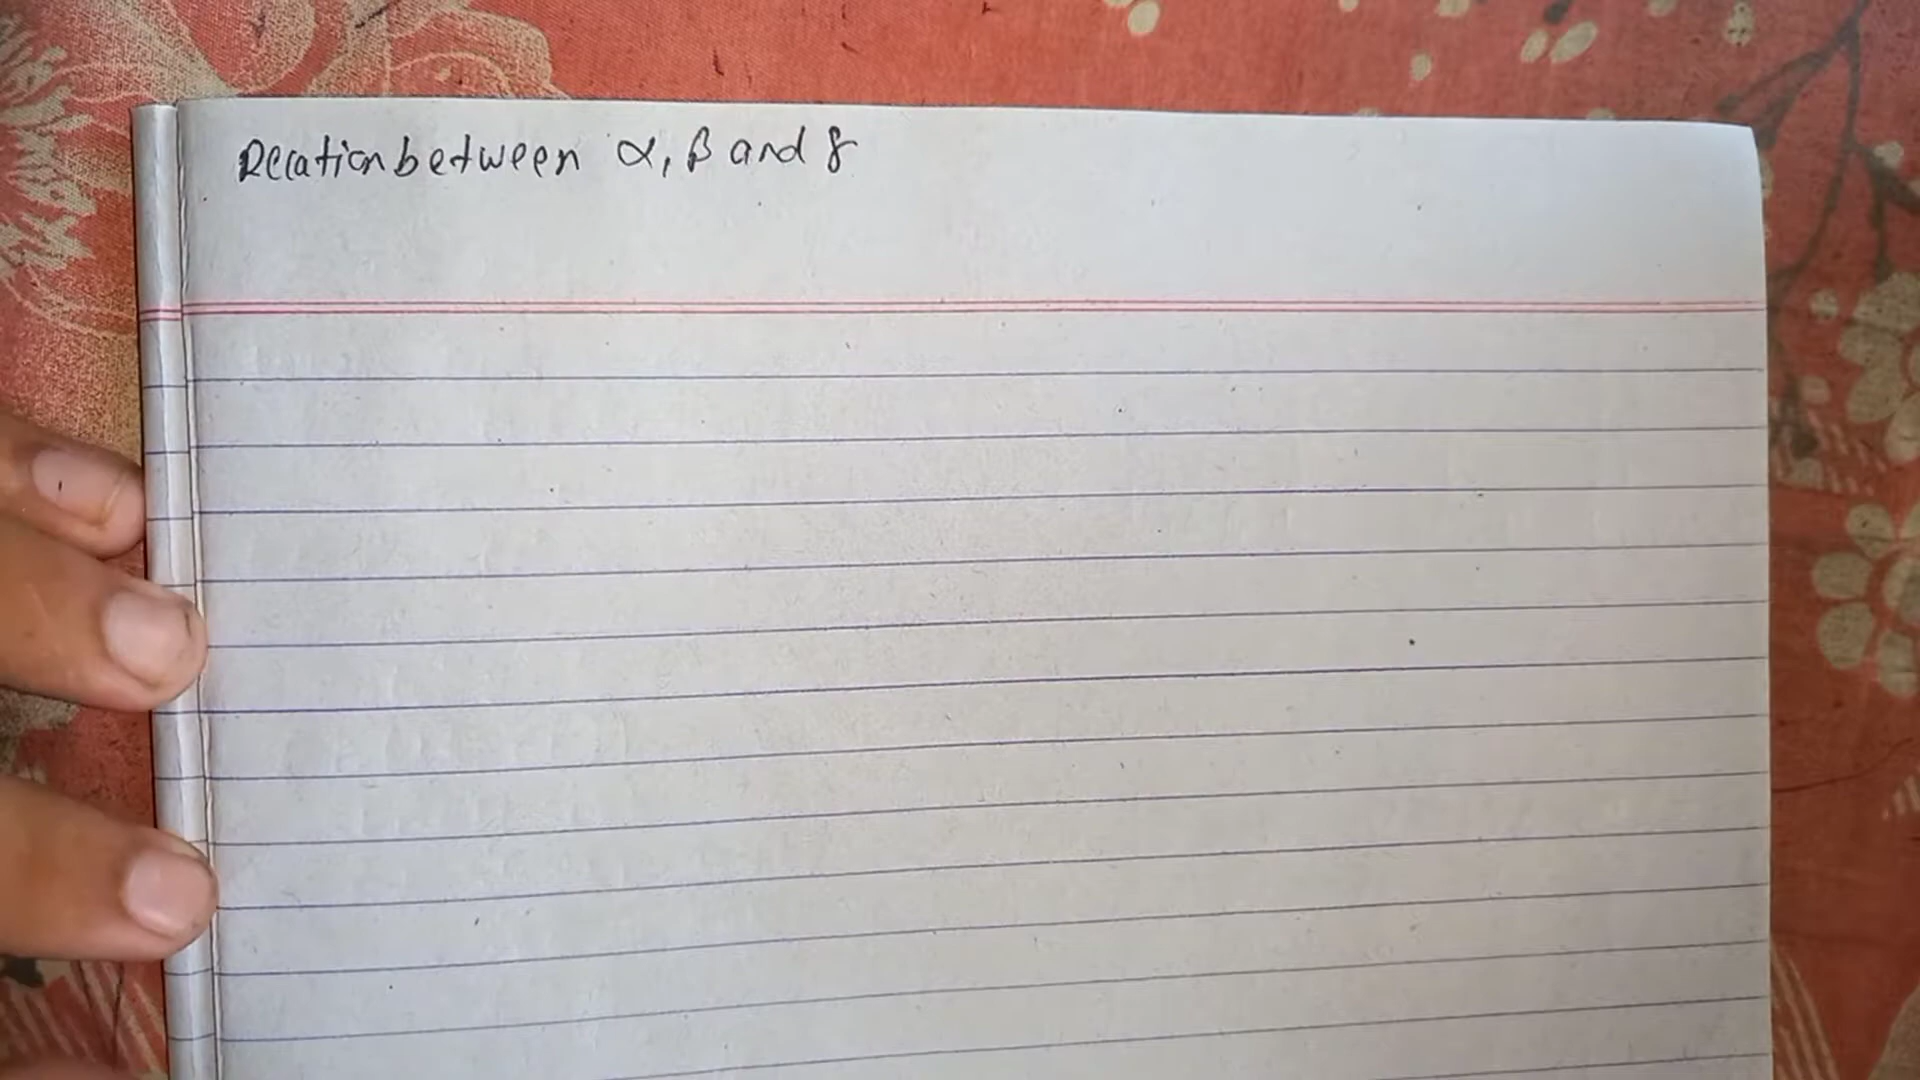 Relation between α, β and γ